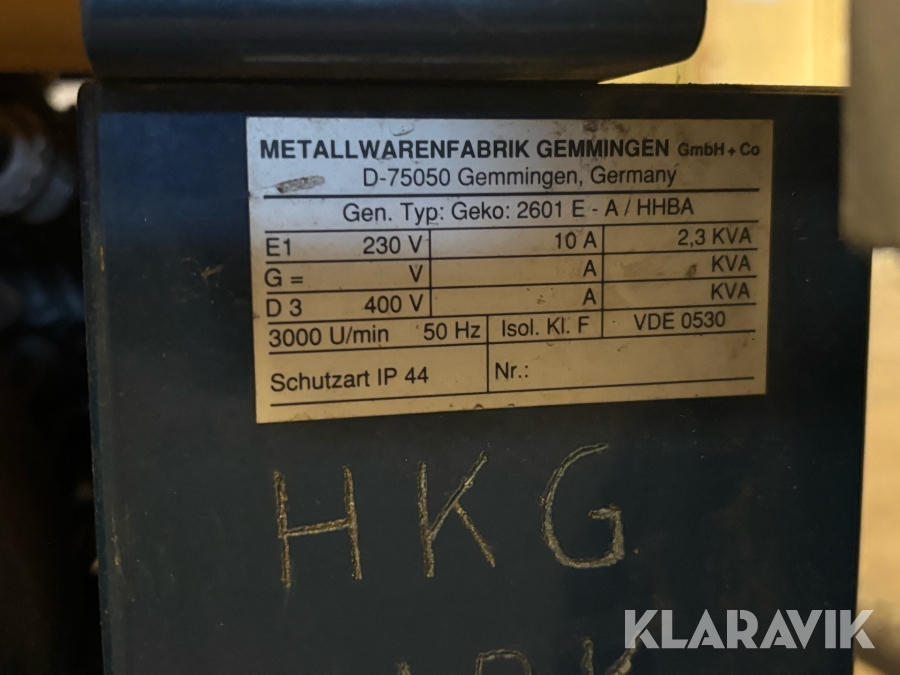 METALLWARENFABRIK GEMMINGEN GmbH + Co
D-75050 Gemmingen, Germany
Gen. Typ: Geko: 2601 E - A / HHBA
E1 230 V 10 A 2,3 KVA
G = V A KVA
D 3 400 V A KVA
3000 U/min 50 Hz Isol. Kl. F VDE 0530
Schutzart IP 44 Nr.:
HKG
KLARAVIK